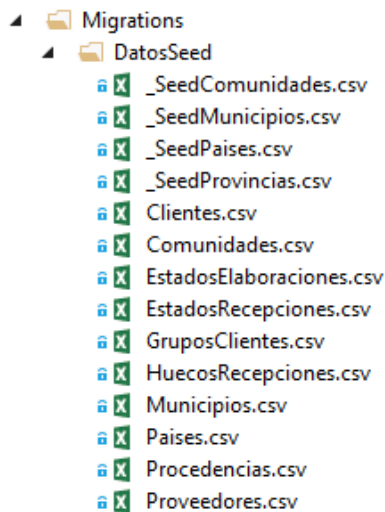 Migrations
DatosSeed
_SeedComunidades.csv
_SeedMunicipios.csv
_SeedPaises.csv
_SeedProvincias.csv
Clientes.csv
Comunidades.csv
EstadosElaboraciones.csv
EstadosRecepciones.csv
GruposClientes.csv
HuecosRecepciones.csv
Municipios.csv
Paises.csv
Procedencias.csv
Proveedores.csv